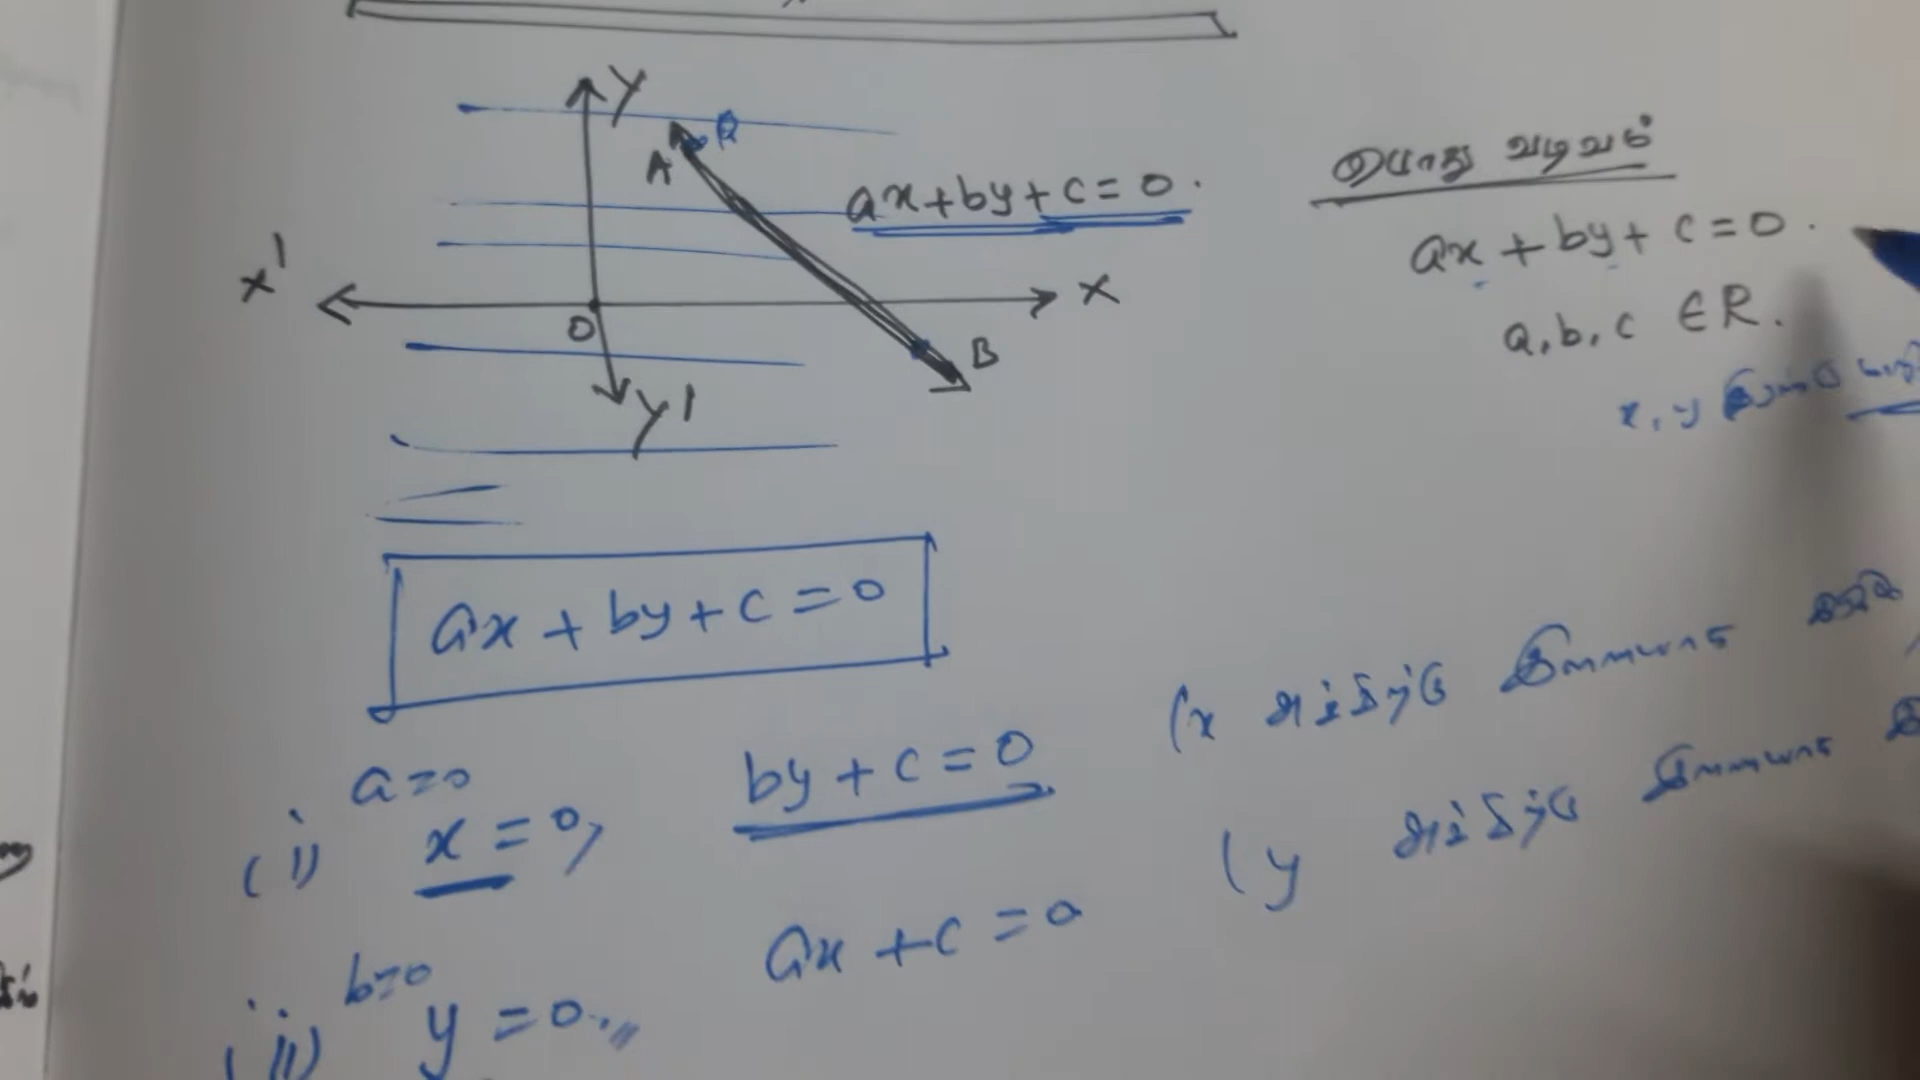 y
A
ax+by+c=0.
x'
x
O
B
y'
பொது வடிவம்
ax + by + c = 0.
a, b, c ∈ R.
x, y
ax + by + c = 0
a=0
(i) x = 0, by + c = 0 (x அச்சிற்கு இணையாக
b=0
(ii) y = 0. ax + c = 0 (y அச்சிற்கு இணையாக